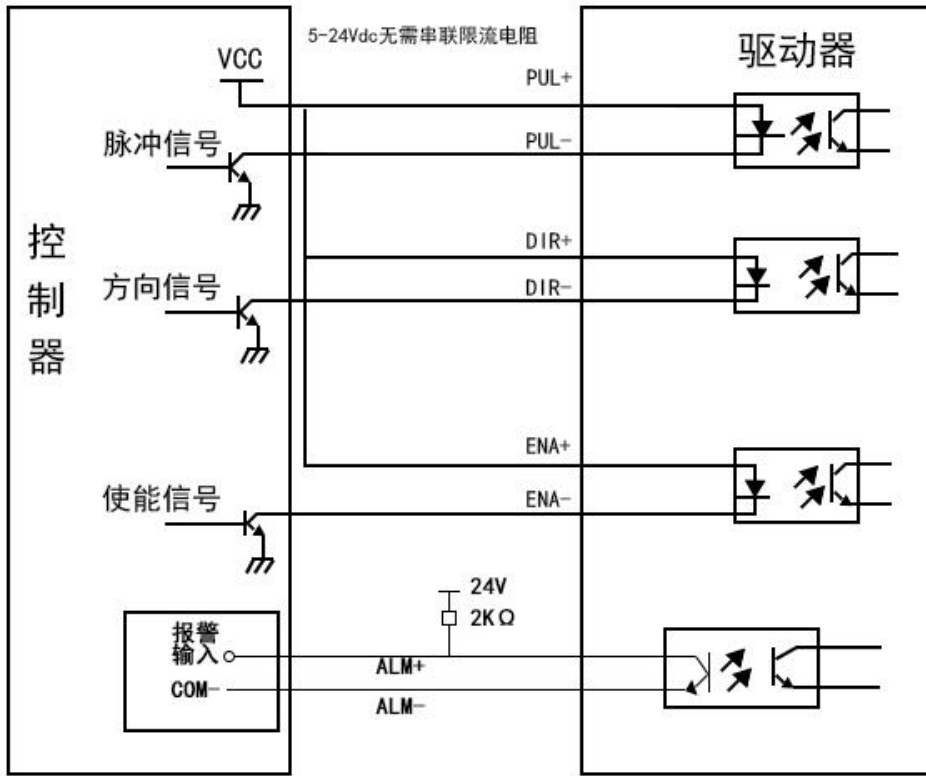 5-24Vdc无需串联限流电阻
驱动器
VCC
PUL+
脉冲信号
PUL-
控制器
DIR+
方向信号
DIR-
ENA+
使能信号
ENA-
24V
2KΩ
报警
输入
ALM+
COM-
ALM-